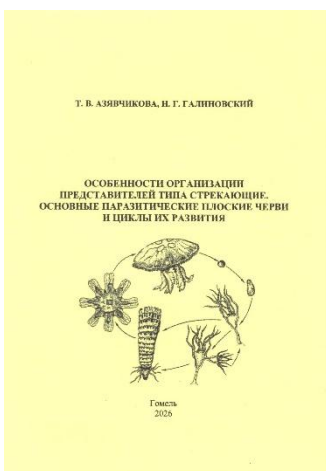 Т. В. АЗЯВЧИКОВА, Н. Г. ГАЛИНОВСКИЙ
ОСОБЕННОСТИ ОРГАНИЗАЦИИ
ПРЕДСТАВИТЕЛЕЙ ТИПА СТРЕКАЮЩИЕ.
ОСНОВНЫЕ ПАРАЗИТИЧЕСКИЕ ПЛОСКИЕ ЧЕРВИ
И ЦИКЛЫ ИХ РАЗВИТИЯ
Гомель
2026